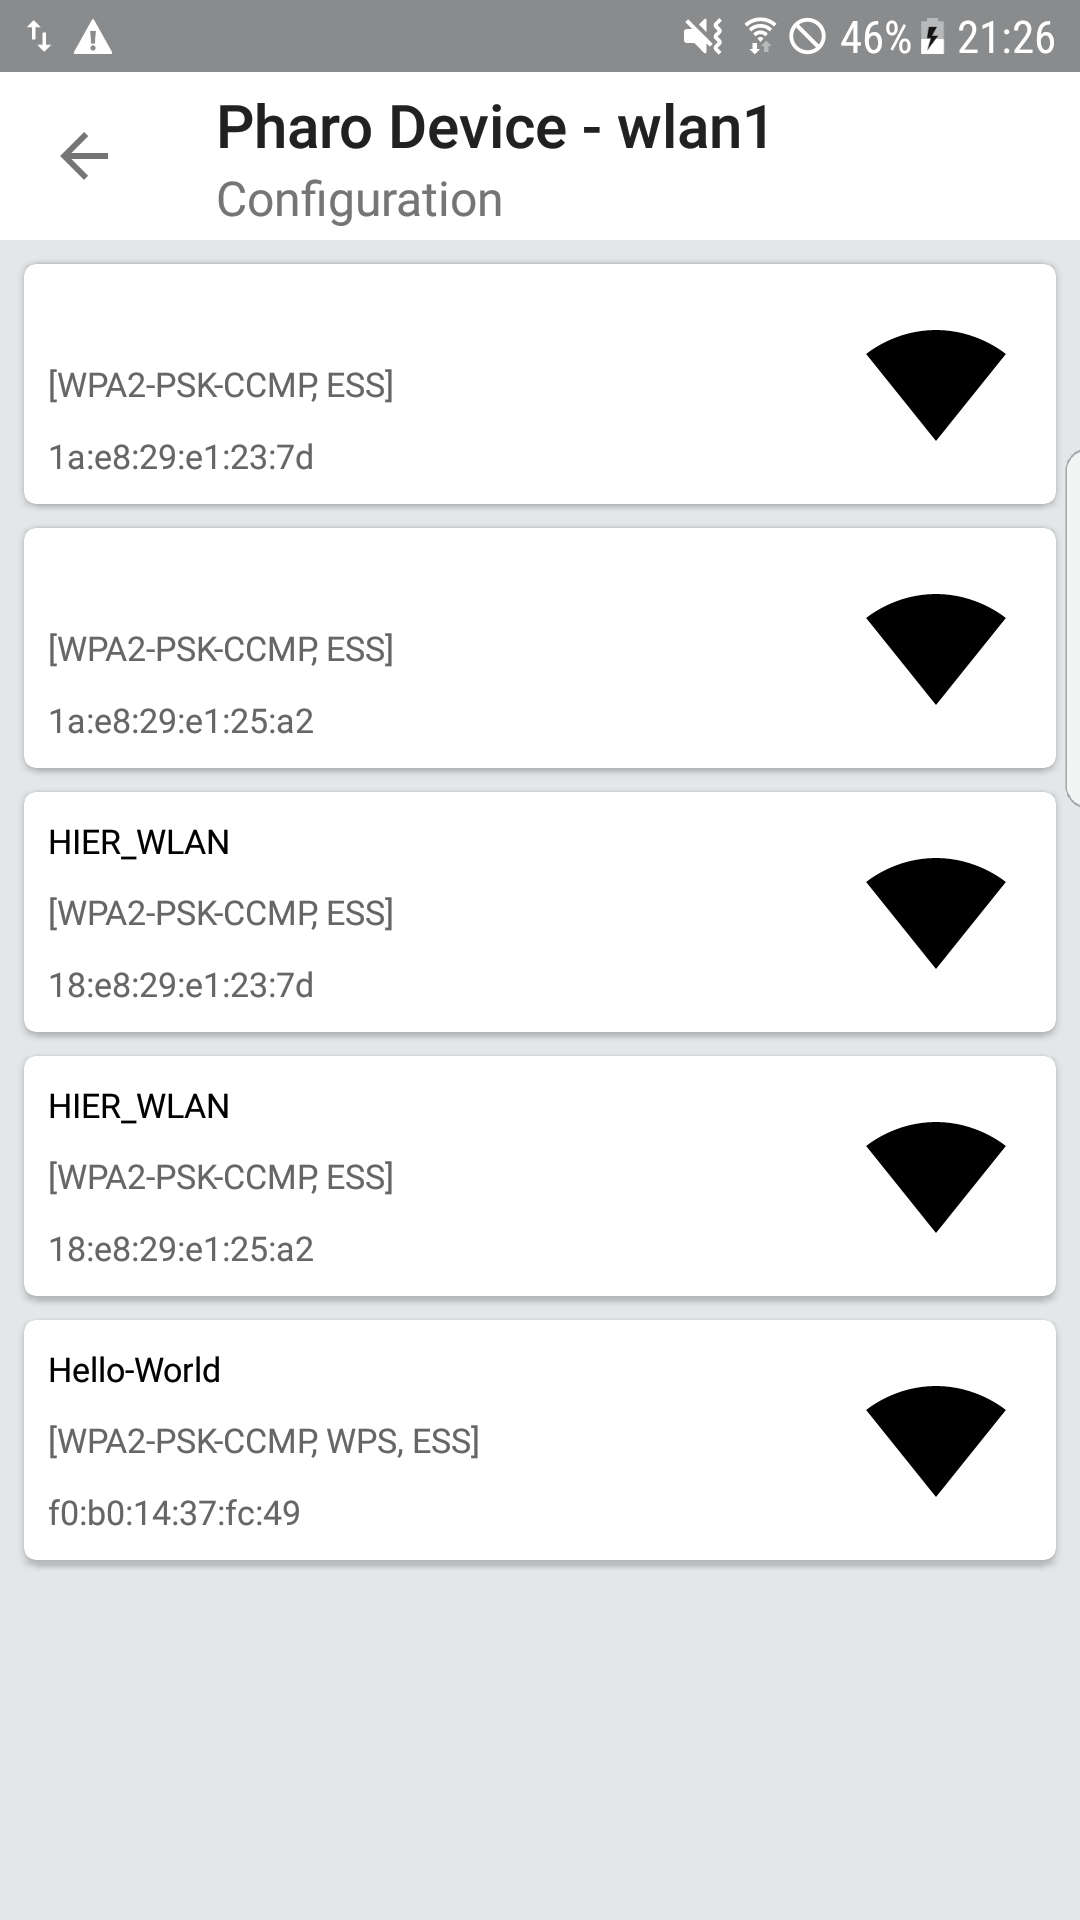 46% 21:26
Pharo Device - wlan1
Configuration
[WPA2-PSK-CCMP, ESS]
1a:e8:29:e1:23:7d
[WPA2-PSK-CCMP, ESS]
1a:e8:29:e1:25:a2
HIER_WLAN
[WPA2-PSK-CCMP, ESS]
18:e8:29:e1:23:7d
HIER_WLAN
[WPA2-PSK-CCMP, ESS]
18:e8:29:e1:25:a2
Hello-World
[WPA2-PSK-CCMP, WPS, ESS]
f0:b0:14:37:fc:49